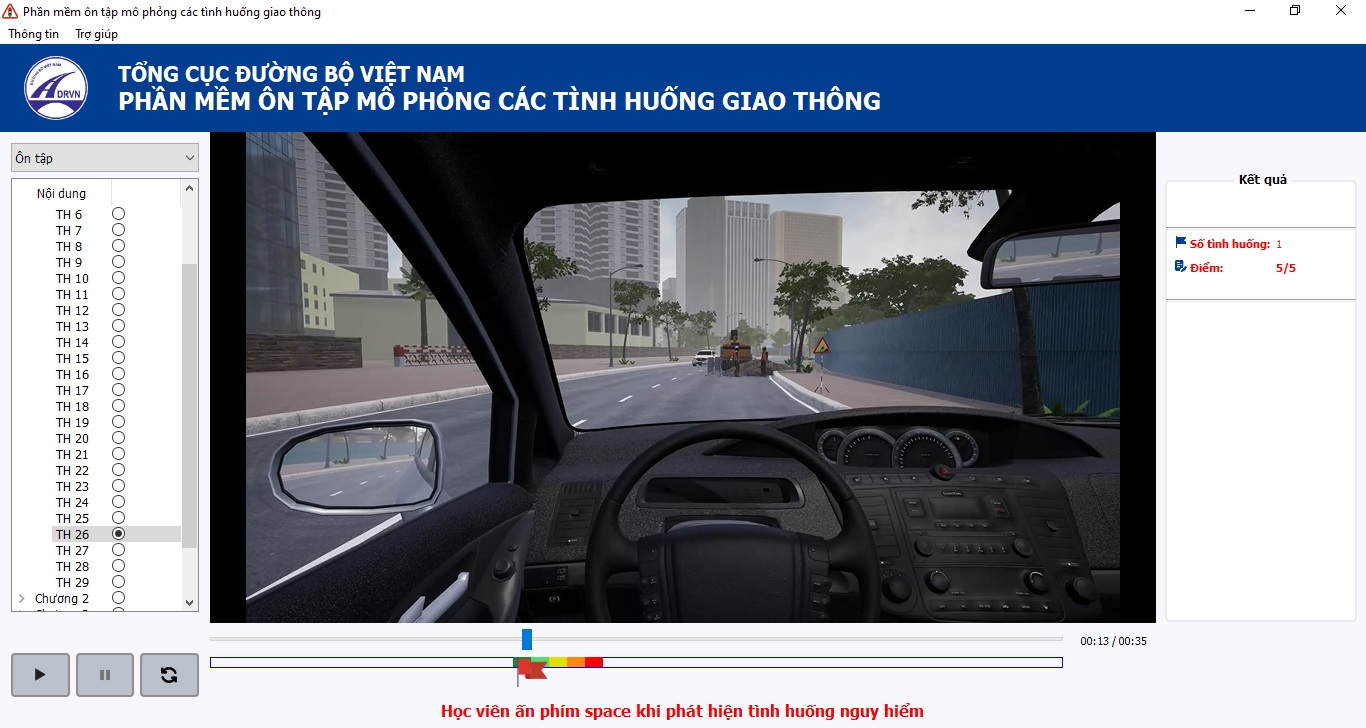 Phần mềm ôn tập mô phỏng các tình huống giao thông
Thông tin Trợ giúp
ĐƯỜNG BỘ VIỆT NAM
DRVN
TỔNG CỤC ĐƯỜNG BỘ VIỆT NAM
PHẦN MỀM ÔN TẬP MÔ PHỎNG CÁC TÌNH HUỐNG GIAO THÔNG
Ôn tập
Nội dung
TH 6
TH 7
TH 8
TH 9
TH 10
TH 11
TH 12
TH 13
TH 14
TH 15
TH 16
TH 17
TH 18
TH 19
TH 20
TH 21
TH 22
TH 23
TH 24
TH 25
TH 26
TH 27
TH 28
TH 29
Chương 2
Kết quả
Số tình huống: 1
Điểm: 5/5
00:13 / 00:35
Học viên ấn phím space khi phát hiện tình huống nguy hiểm